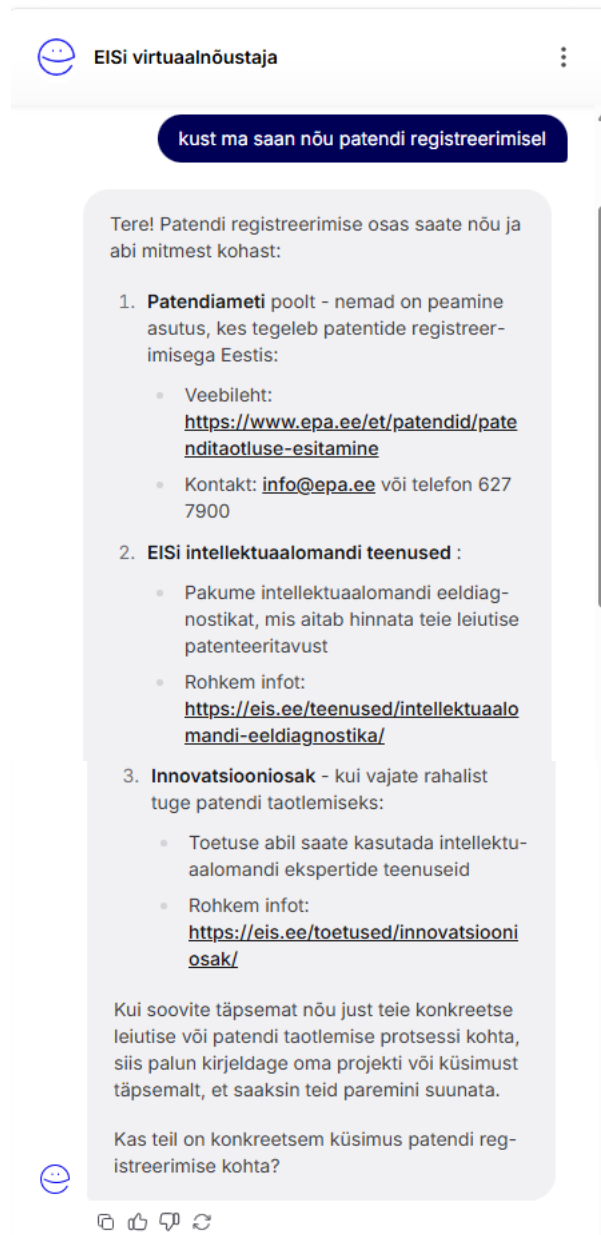 EISi virtuaalnõustaja
kust ma saan nõu patendi registreerimisel
Tere! Patendi registreerimise osas saate nõu ja
abi mitmest kohast:
1. Patendiameti poolt - nemad on peamine
asutus, kes tegeleb patentide registreer-
imisega Eestis:
Veebileht:
https://www.epa.ee/et/patendid/pate
nditaotluse-esitamine
Kontakt: info@epa.ee või telefon 627
7900
2. EISi intellektuaalomandi teenused :
Pakume intellektuaalomandi eeldiag-
nostikat, mis aitab hinnata teie leiutise
patenteeritavust
Rohkem infot:
https://eis.ee/teenused/intellektuaalo
mandi-eeldiagnostika/
3. Innovatsiooniosak - kui vajate rahalist
tuge patendi taotlemiseks:
Toetuse abil saate kasutada intellektu-
aalomandi ekspertide teenuseid
Rohkem infot:
https://eis.ee/toetused/innovatsiooni
osak/
Kui soovite täpsemat nõu just teie konkreetse
leiutise või patendi taotlemise protsessi kohta,
siis palun kirjeldage oma projekti või küsimust
täpsemalt, et saaksin teid paremini suunata.
Kas teil on konkreetsem küsimus patendi reg-
istreerimise kohta?